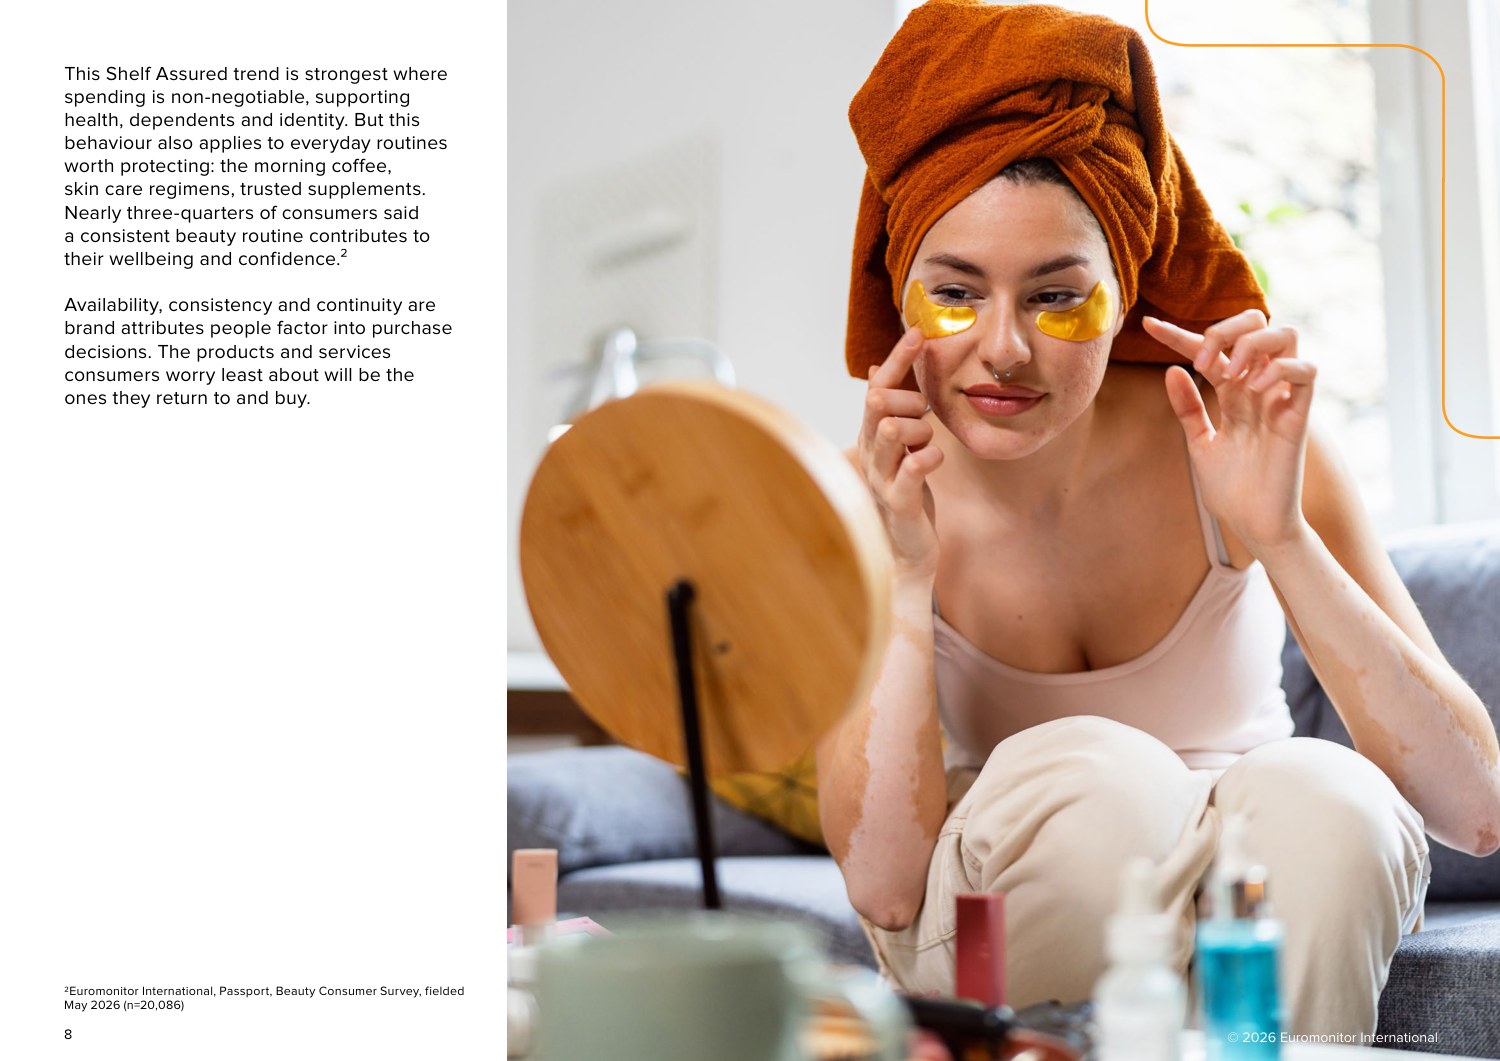 This Shelf Assured trend is strongest where
spending is non-negotiable, supporting
health, dependents and identity. But this
behaviour also applies to everyday routines
worth protecting: the morning coffee,
skin care regimens, trusted supplements.
Nearly three-quarters of consumers said
a consistent beauty routine contributes to
their wellbeing and confidence.²
Availability, consistency and continuity are
brand attributes people factor into purchase
decisions. The products and services
consumers worry least about will be the
ones they return to and buy.
²Euromonitor International, Passport, Beauty Consumer Survey, fielded
May 2026 (n=20,086)
8
© 2026 Euromonitor International